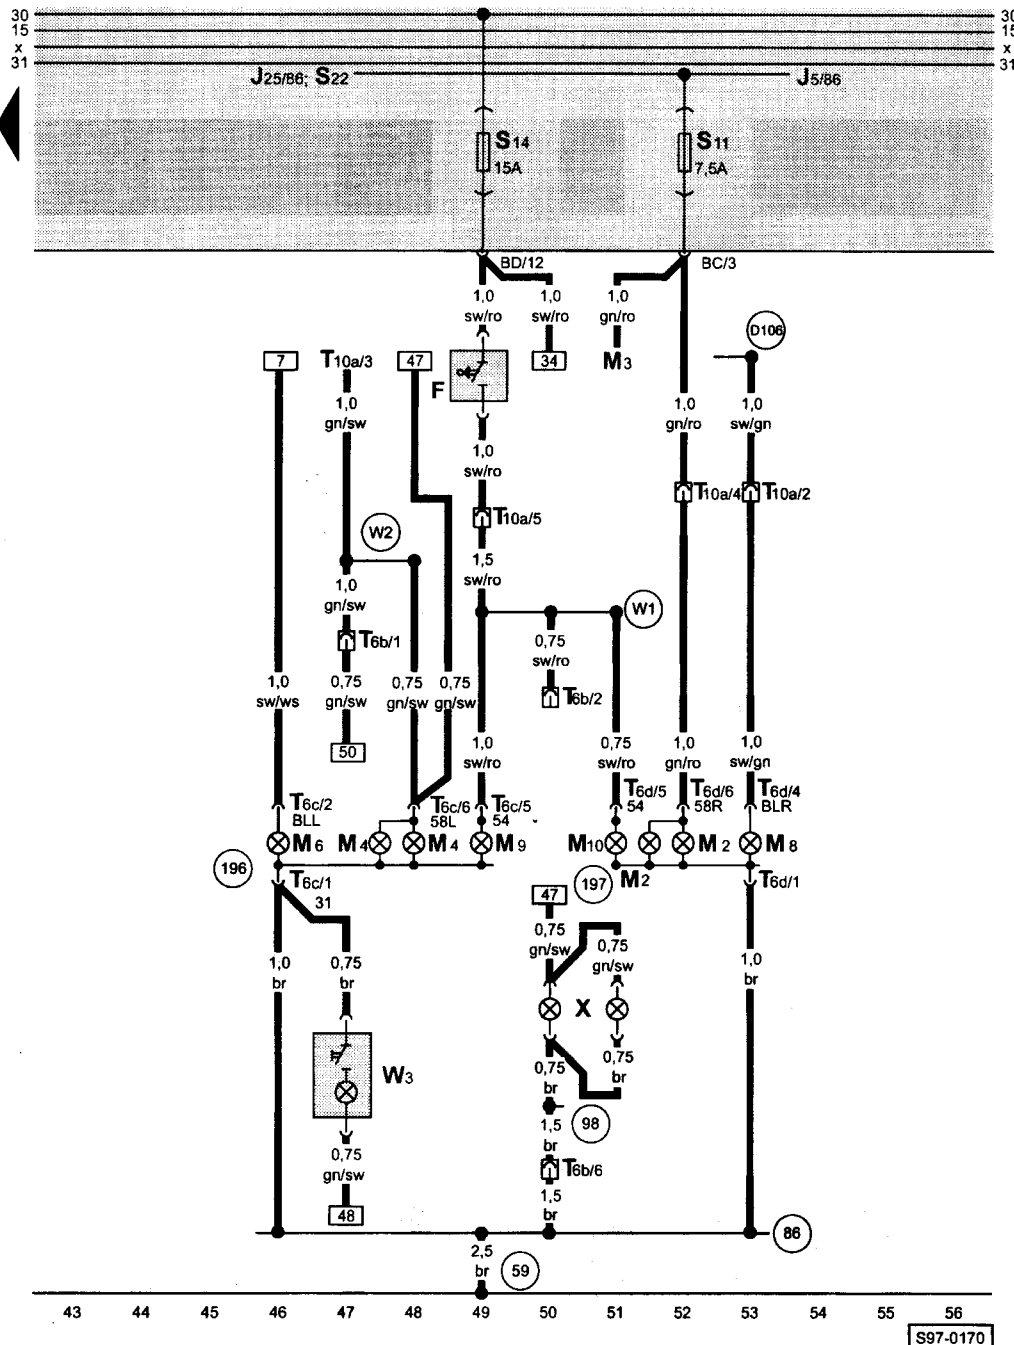 30 30
15 15
x x
31 31
J25/86; S22 J5/86
S14 S11
15A 7,5A
BD/12 BC/3
1,0 1,0 1,0
sw/ro sw/ro gn/ro
D106
7 T10a/3 47 34 M3
F
1,0 1,0 1,0
gn/sw gn/ro sw/gn
1,0
sw/ro
T10a/4 T10a/2
T10a/5
W2
1,5
sw/ro
1,0
gn/sw
W1
T6b/1
0,75
sw/ro
1,0 0,75 0,75 0,75
sw/ws gn/sw gn/sw gn/sw
T6b/2
50
1,0 0,75 1,0 1,0
sw/ro sw/ro gn/ro sw/gn
T6c/2 T6c/6 T6c/5 T6d/5 T6d/6 T6d/4
BLL 58L 54 54 58R BLR
M6 M4 M4 M9 M10 M2 M8
196 T6c/1 197 M2 T6d/1
31
47
0,75 0,75
gn/sw gn/sw
1,0 0,75 1,0
br br br
X
0,75 0,75
br br
W3
98
1,5
br
0,75
gn/sw
T6b/6
1,5
br
48
86
2,5
br
59
43 44 45 46 47 48 49 50 51 52 53 54 55 56
S97-0170